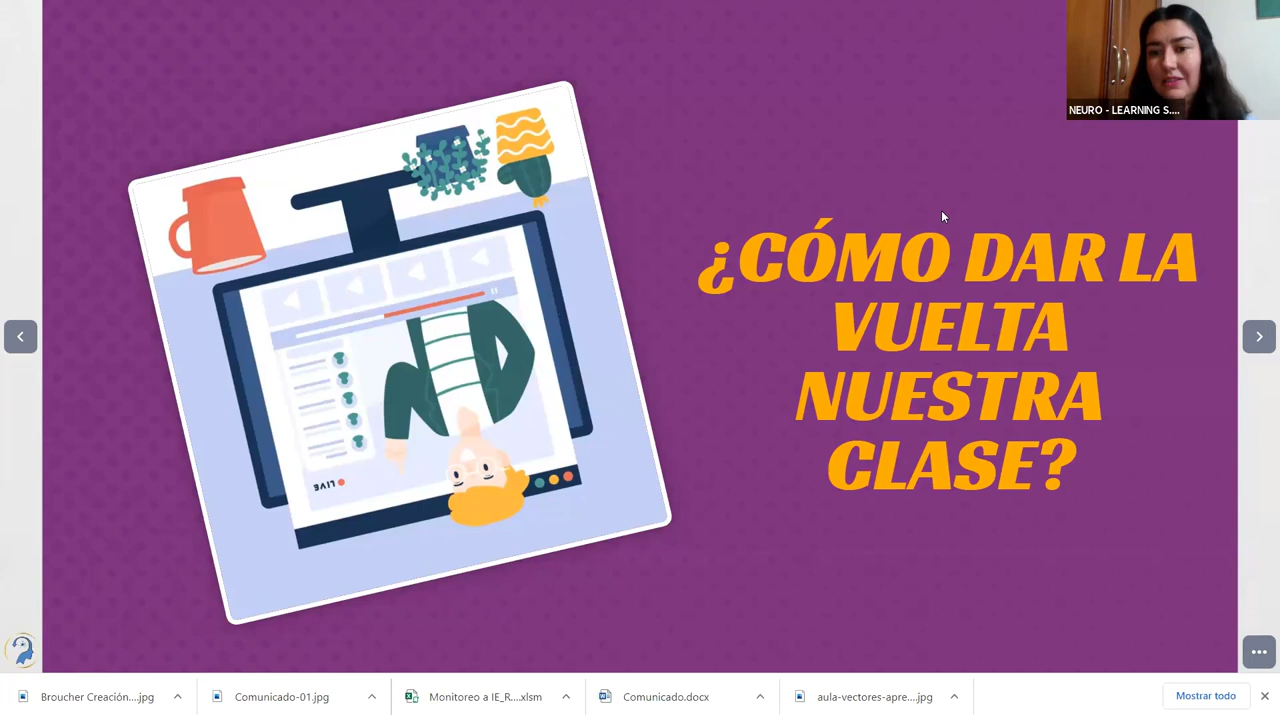 NEURO - LEARNING S....
¿CÓMO DAR LA
VUELTA
NUESTRA
CLASE?
LIVE
Broucher Creación....jpg
Comunicado-01.jpg
Monitoreo a IE_R....xlsm
Comunicado.docx
aula-vectores-apre....jpg
Mostrar todo